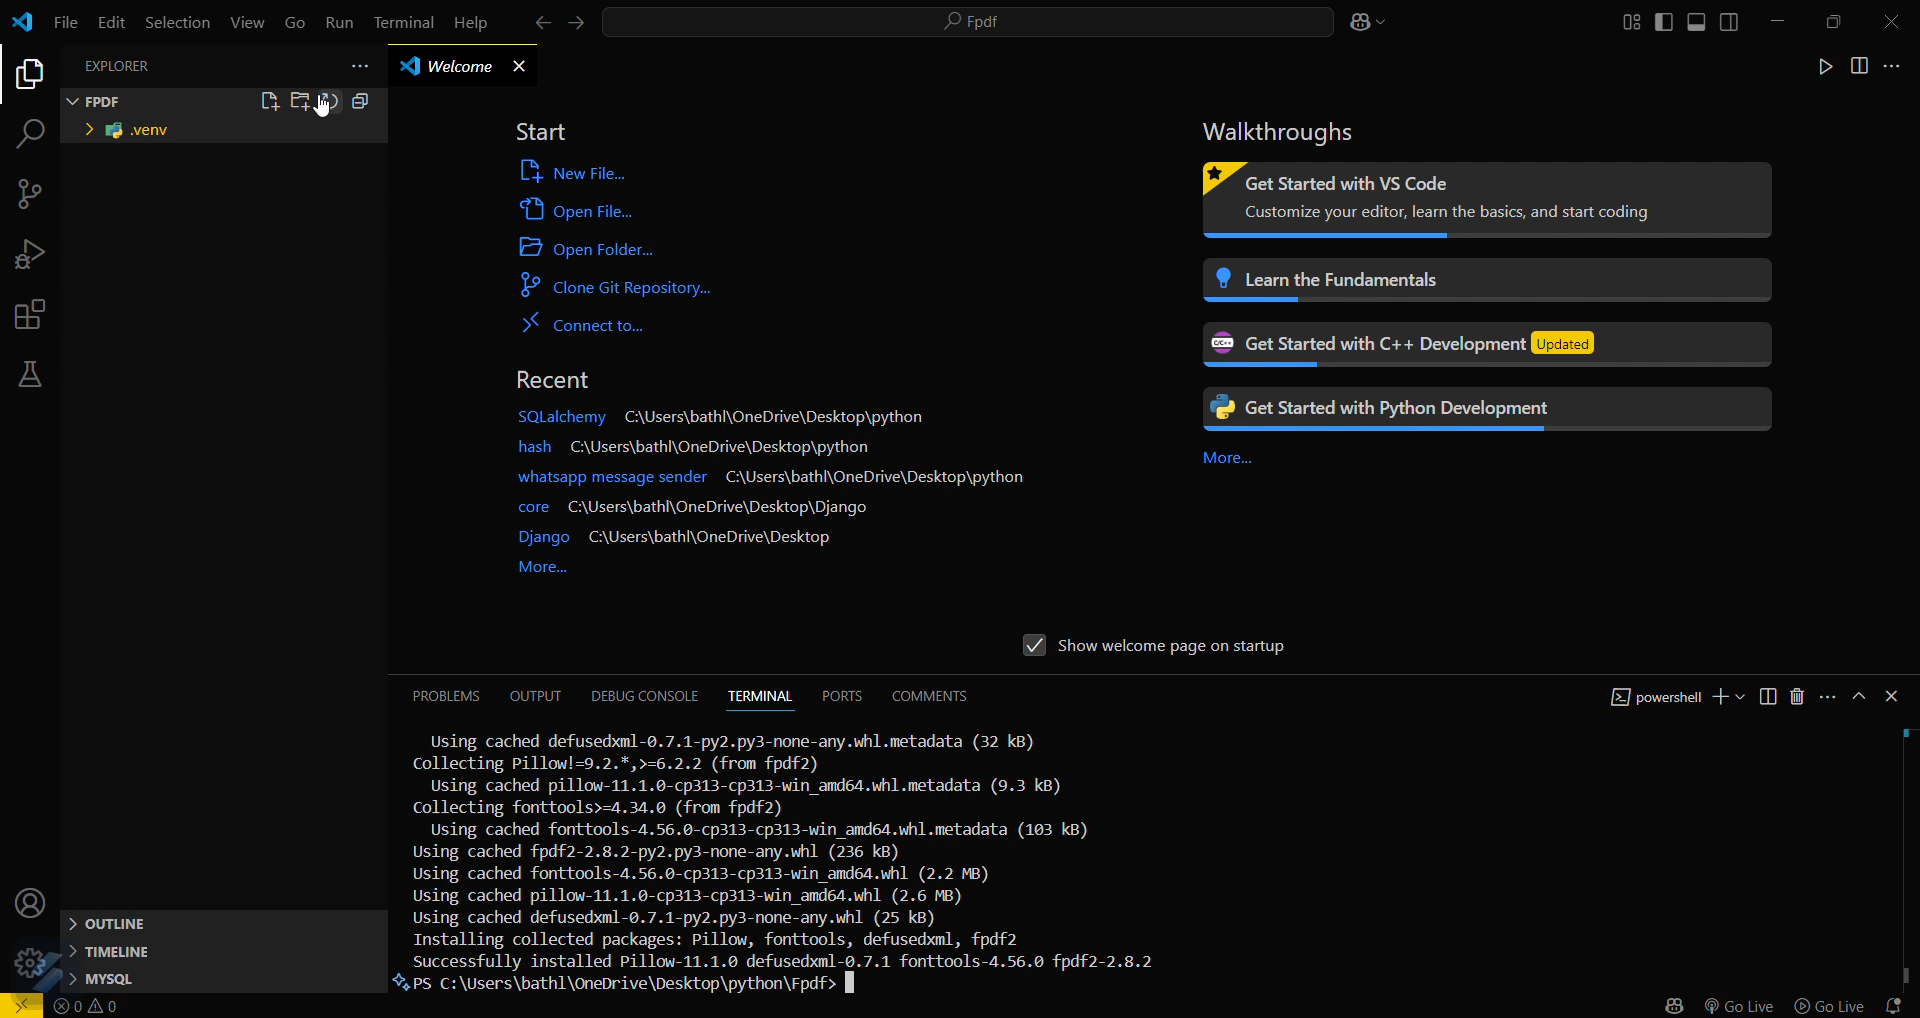 File Edit Selection View Go Run Terminal Help
Fpdf
EXPLORER
FPDF
.venv
OUTLINE
TIMELINE
MYSQL
Welcome
Start
New File...
Open File...
Open Folder...
Clone Git Repository...
Connect to...
Recent
SQLalchemy C:\Users\bathl\OneDrive\Desktop\python
hash C:\Users\bathl\OneDrive\Desktop\python
whatsapp message sender C:\Users\bathl\OneDrive\Desktop\python
core C:\Users\bathl\OneDrive\Desktop\Django
Django C:\Users\bathl\OneDrive\Desktop
More...
Walkthroughs
Get Started with VS Code
Customize your editor, learn the basics, and start coding
Learn the Fundamentals
C/C++ Get Started with C++ Development Updated
Get Started with Python Development
More...
Show welcome page on startup
PROBLEMS OUTPUT DEBUG CONSOLE TERMINAL PORTS COMMENTS
powershell
Using cached defusedxml-0.7.1-py2.py3-none-any.whl.metadata (32 kB)
Collecting Pillow!=9.2.*,>=6.2.2 (from fpdf2)
Using cached pillow-11.1.0-cp313-cp313-win_amd64.whl.metadata (9.3 kB)
Collecting fonttools>=4.34.0 (from fpdf2)
Using cached fonttools-4.56.0-cp313-cp313-win_amd64.whl.metadata (103 kB)
Using cached fpdf2-2.8.2-py2.py3-none-any.whl (236 kB)
Using cached fonttools-4.56.0-cp313-cp313-win_amd64.whl (2.2 MB)
Using cached pillow-11.1.0-cp313-cp313-win_amd64.whl (2.6 MB)
Using cached defusedxml-0.7.1-py2.py3-none-any.whl (25 kB)
Installing collected packages: Pillow, fonttools, defusedxml, fpdf2
Successfully installed Pillow-11.1.0 defusedxml-0.7.1 fonttools-4.56.0 fpdf2-2.8.2
PS C:\Users\bathl\OneDrive\Desktop\python\Fpdf>
0 0
Go Live Go Live